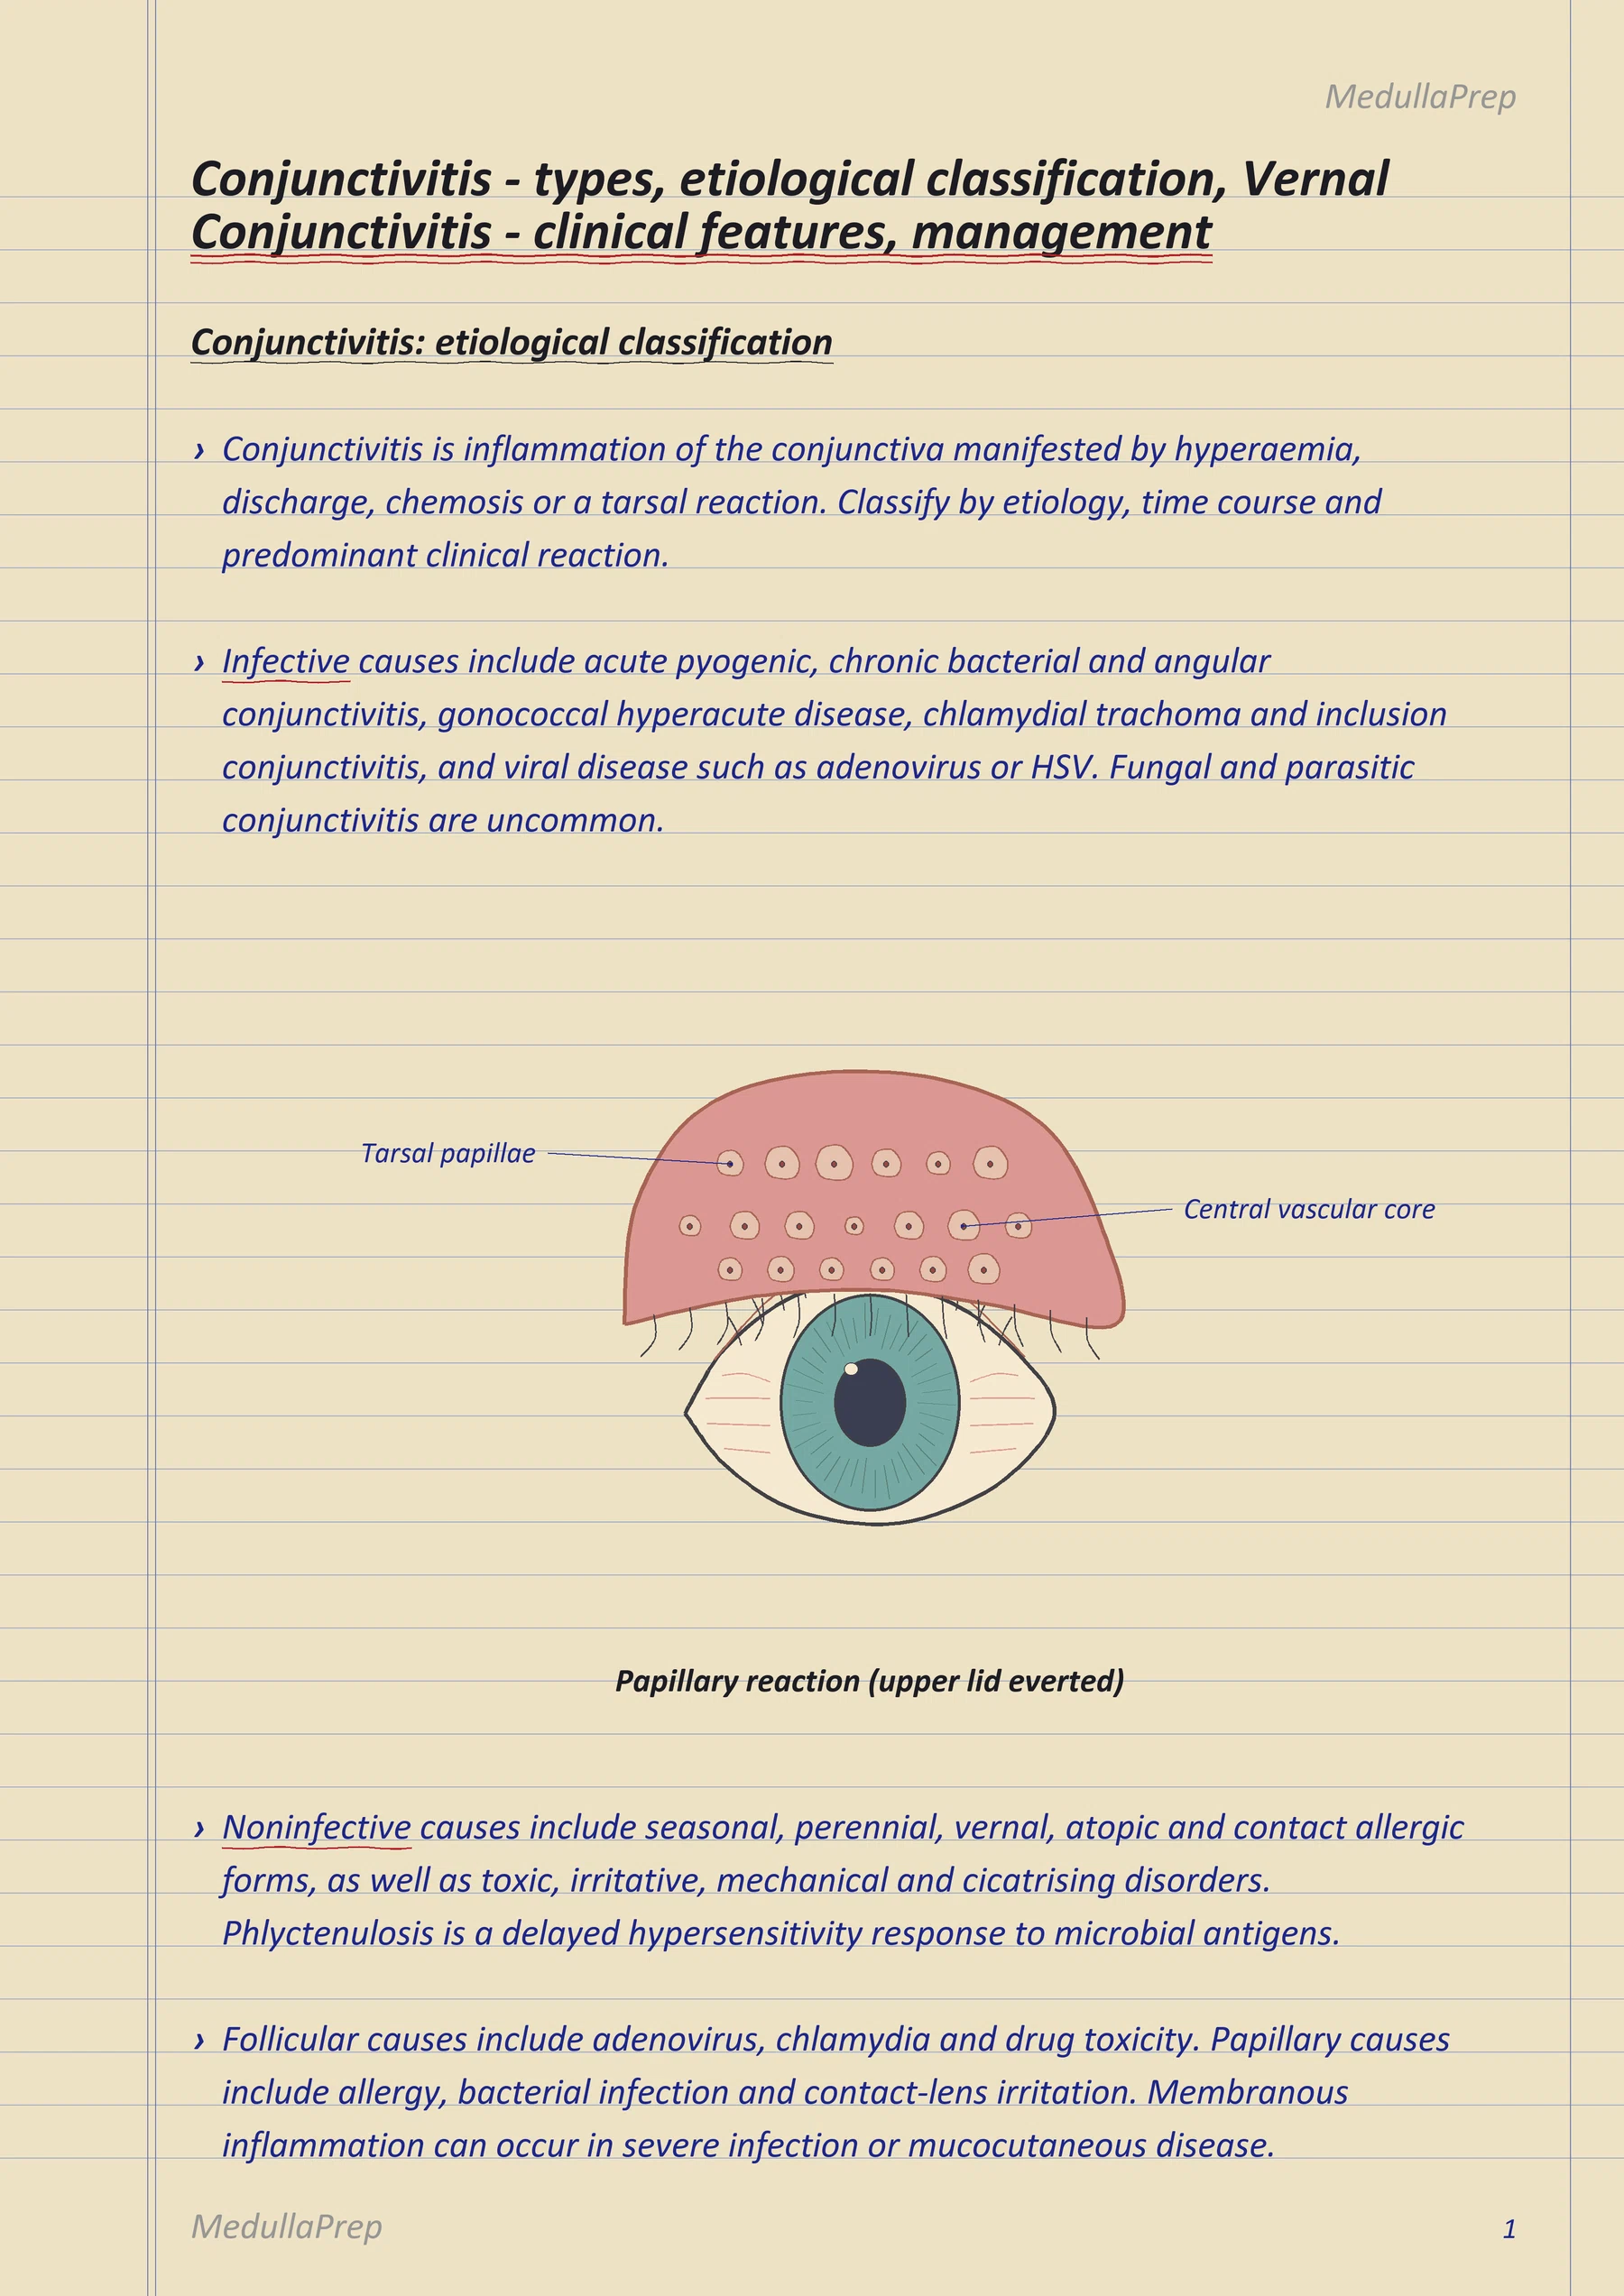 MedullaPrep
Conjunctivitis - types, etiological classification, Vernal
Conjunctivitis - clinical features, management
Conjunctivitis: etiological classification
› Conjunctivitis is inflammation of the conjunctiva manifested by hyperaemia,
discharge, chemosis or a tarsal reaction. Classify by etiology, time course and
predominant clinical reaction.
› Infective causes include acute pyogenic, chronic bacterial and angular
conjunctivitis, gonococcal hyperacute disease, chlamydial trachoma and inclusion
conjunctivitis, and viral disease such as adenovirus or HSV. Fungal and parasitic
conjunctivitis are uncommon.
Tarsal papillae
Central vascular core
Papillary reaction (upper lid everted)
› Noninfective causes include seasonal, perennial, vernal, atopic and contact allergic
forms, as well as toxic, irritative, mechanical and cicatrising disorders.
Phlyctenulosis is a delayed hypersensitivity response to microbial antigens.
› Follicular causes include adenovirus, chlamydia and drug toxicity. Papillary causes
include allergy, bacterial infection and contact-lens irritation. Membranous
inflammation can occur in severe infection or mucocutaneous disease.
MedullaPrep
1